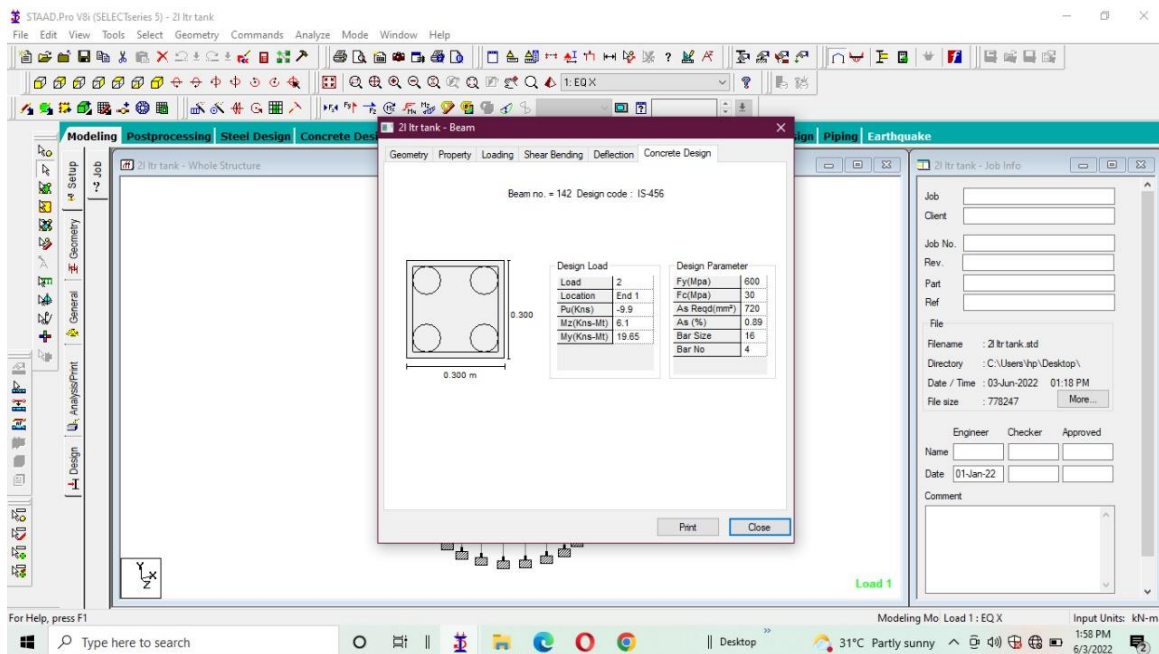 STAAD.Pro V8i (SELECTseries 5) - 2l ltr tank
File Edit View Tools Select Geometry Commands Analyze Mode Window Help
1: EQ X
Modeling Postprocessing Steel Design Concrete Des
Piping Earthquake
Job
Setup
Geometry
General
Analysis/Print
Design
2l ltr tank - Whole Structure
Load 1
2l ltr tank - Beam
Geometry Property Loading Shear Bending Deflection Concrete Design
Beam no. = 142 Design code : IS-456
0.300
0.300 m
Design Load
Load 2
Location End 1
Pu(Kns) -9.9
Mz(Kns-Mt) 6.1
My(Kns-Mt) 19.65
Design Parameter
Fy(Mpa) 600
Fc(Mpa) 30
As Reqd(mm²) 720
As (%) 0.89
Bar Size 16
Bar No 4
Print Close
2l ltr tank - Job Info
Job
Client
Job No.
Rev.
Part
Ref
File
Filename : 2l ltr tank.std
Directory : C:\Users\hp\Desktop\
Date / Time : 03-Jun-2022 01:18 PM
File size : 778247 More...
Engineer Checker Approved
Name
Date 01-Jan-22
Comment
Y
X
Z
For Help, press F1
Modeling Mo Load 1 : EQ X Input Units: kN-m
Type here to search
Desktop
31°C Partly sunny
1:58 PM
6/3/2022